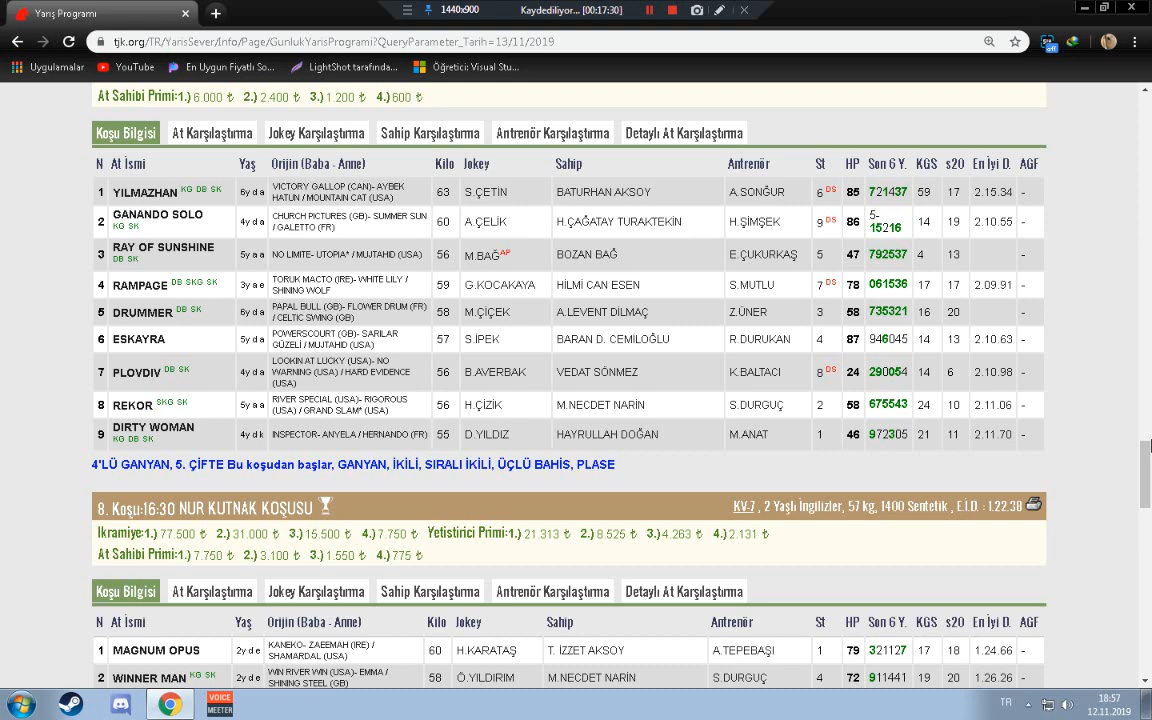 Yarış Programı
1440x900
Kaydediliyor... [00:17:30]
tjk.org/TR/YarisSever/Info/Page/GunlukYarisProgrami?QueryParameter_Tarih=13/11/2019
off
Uygulamalar YouTube En Uygun Fiyatlı So... LightShot tarafında... Öğretici: Visual Stu...
At Sahibi Primi:1.) 6.000 ₺ 2.) 2.400 ₺ 3.) 1.200 ₺ 4.) 600 ₺
Koşu Bilgisi At Karşılaştırma Jokey Karşılaştırma Sahip Karşılaştırma Antrenör Karşılaştırma Detaylı At Karşılaştırma
N At İsmi Yaş Orijin (Baba - Anne) Kilo Jokey Sahip Antrenör St HP Son 6 Y. KGS s20 En İyi D. AGF
1 YILMAZHAN KG DB SK 6y d a VICTORY GALLOP (CAN)- AYBEK HATUN / MOUNTAIN CAT (USA) 63 S.ÇETİN BATURHAN AKSOY A.SONĞUR 6 DS 85 721437 59 17 2.15.34 -
2 GANANDO SOLO KG SK 4y d a CHURCH PICTURES (GB)- SUMMER SUN / GALETTO (FR) 60 A.ÇELİK H.ÇAĞATAY TURAKTEKİN H.ŞİMŞEK 9 DS 86 5-15216 14 19 2.10.55 -
3 RAY OF SUNSHINE DB SK 5y a a NO LIMITE- UTOPIA* / MUJTAHID (USA) 56 M.BAĞ AP BOZAN BAĞ E.ÇUKURKAŞ 5 47 792537 4 13 -
4 RAMPAGE DB SKG SK 3y a e TORUK MACTO (IRE)- WHITE LILY / SHINING WOLF 59 G.KOCAKAYA HİLMİ CAN ESEN S.MUTLU 7 DS 78 061536 17 17 2.09.91 -
5 DRUMMER DB SK 6y d a PAPAL BULL (GB)- FLOWER DRUM (FR) / CELTIC SWING (GB) 58 M.ÇİÇEK A.LEVENT DİLMAÇ Z.ÜNER 3 58 735321 16 20 -
6 ESKAYRA 5y d a POWERSCOURT (GB)- SARILAR GÜZELİ / MUJTAHID (USA) 57 S.İPEK BARAN D. CEMİLOĞLU R.DURUKAN 4 87 946045 14 13 2.10.63 -
7 PLOVDIV DB SK 4y d a LOOKIN AT LUCKY (USA)- NO WARNING (USA) / HARD EVIDENCE (USA) 56 B.AVERBAK VEDAT SÖNMEZ K.BALTACI 8 DS 24 290054 14 6 2.10.98 -
8 REKOR SKG SK 5y a a RIVER SPECIAL (USA)- RIGOROUS (USA) / GRAND SLAM* (USA) 56 H.ÇİZİK M.NECDET NARİN S.DURGUÇ 2 58 675543 24 10 2.11.06 -
9 DIRTY WOMAN KG DB SK 4y d k INSPECTOR- ANYELA / HERNANDO (FR) 55 D.YILDIZ HAYRULLAH DOĞAN M.ANAT 1 46 972305 21 11 2.11.70 -
4'LÜ GANYAN, 5. ÇİFTE Bu koşudan başlar, GANYAN, İKİLİ, SIRALI İKİLİ, ÜÇLÜ BAHİS, PLASE
8. Koşu:16:30 NUR KUTNAK KOŞUSU KV-7 , 2 Yaşlı İngilizler, 57 kg, 1400 Sentetik , E.İ.D. : 1.22.38
Ikramiye:1.) 77.500 ₺ 2.) 31.000 ₺ 3.) 15.500 ₺ 4.) 7.750 ₺ Yetistirici Primi:1.) 21.313 ₺ 2.) 8.525 ₺ 3.) 4.263 ₺ 4.) 2.131 ₺
At Sahibi Primi:1.) 7.750 ₺ 2.) 3.100 ₺ 3.) 1.550 ₺ 4.) 775 ₺
Koşu Bilgisi At Karşılaştırma Jokey Karşılaştırma Sahip Karşılaştırma Antrenör Karşılaştırma Detaylı At Karşılaştırma
N At İsmi Yaş Orijin (Baba - Anne) Kilo Jokey Sahip Antrenör St HP Son 6 Y. KGS s20 En İyi D. AGF
1 MAGNUM OPUS 2y d e KANEKO- ZAEEMAH (IRE) / SHAMARDAL (USA) 60 H.KARATAŞ T. İZZET AKSOY A.TEPEBAŞI 1 79 321127 17 18 1.24.66 -
2 WINNER MAN KG SK 2y d e WIN RIVER WIN (USA)- EMMA / SHINING STEEL (GB) 58 Ö.YILDIRIM M.NECDET NARİN S.DURGUÇ 4 72 911441 19 20 1.26.26 -
VOICE MEETER
TR
18:57
12.11.2019